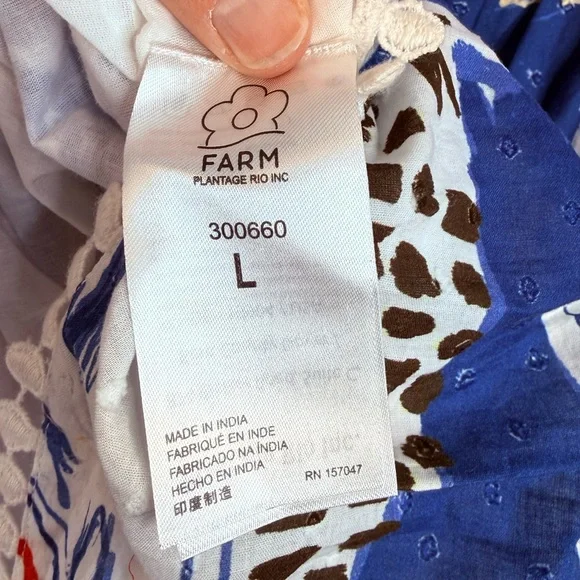 FARM
PLANTAGE RIO INC
300660
L
MADE IN INDIA
FABRIQUÉ EN INDE
FABRICADO NA ÍNDIA
HECHO EN INDIA
印度制造
RN 157047